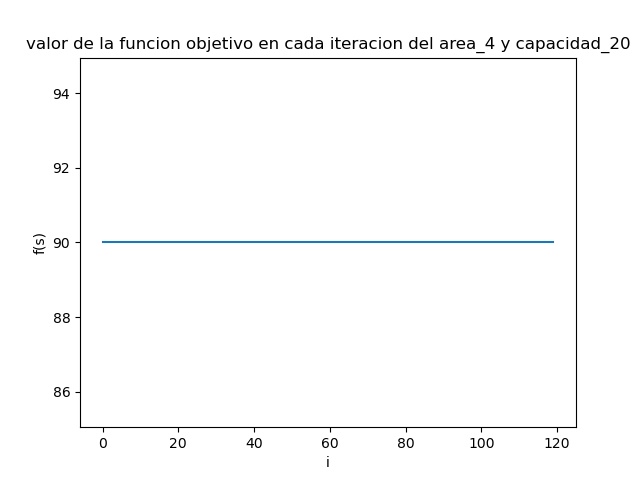 valor de la funcion objetivo en cada iteracion del area_4 y capacidad_20
94
92
90
88
86
f(s)
0 20 40 60 80 100 120
i